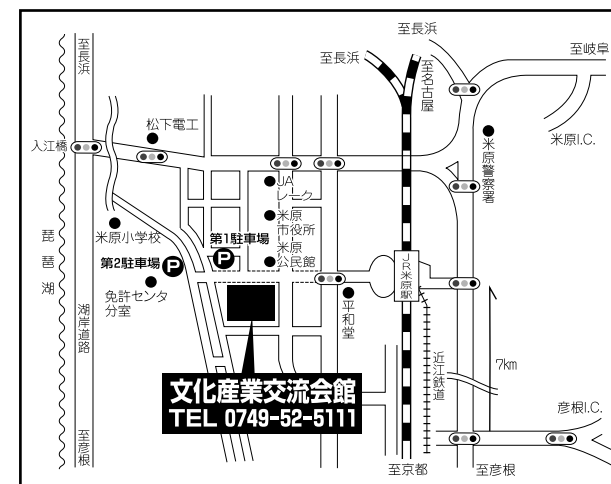 至長浜
至長浜
至長浜
至名古屋
至岐阜
松下電工
入江橋
米原警察署
米原I.C.
JA
レーク
米原
市役所
米原小学校
第1駐車場
P
米原
公民館
第2駐車場
P
琵琶湖
免許センタ
分室
湖岸道路
平和堂
JR米原駅
近江鉄道
7km
文化産業交流会館
TEL 0749-52-5111
彦根I.C.
至彦根
至京都
至彦根